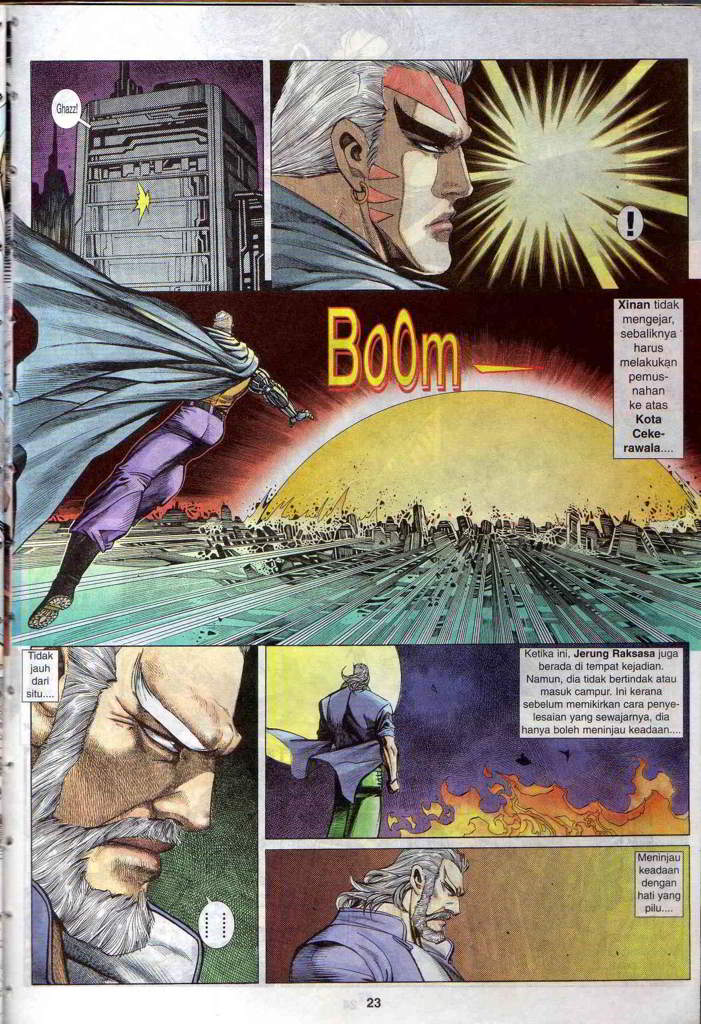 Ghazz!
!
BoOm
Xinan tidak
mengejar,
sebaliknya
harus
melakukan
pemus-
nahan
ke atas
Kota
Ceke-
rawala....
Tidak
jauh
dari
situ....
Ketika ini, Jerung Raksasa juga
berada di tempat kejadian.
Namun, dia tidak bertindak atau
masuk campur. Ini kerana
sebelum memikirkan cara penye-
lesaian yang sewajarnya, dia
hanya boleh meninjau keadaan....
Meninjau
keadaan
dengan
hati yang
pilu....
23